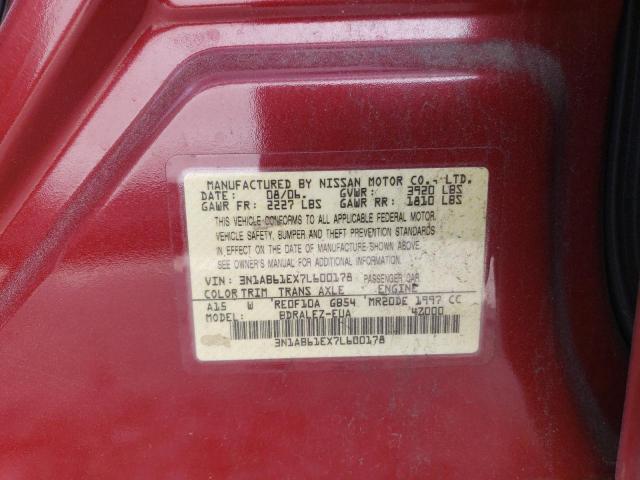 MANUFACTURED BY NISSAN MOTOR CO., LTD.
DATE: 08/06. GVWR: 3920 LBS
GAWR FR: 2227 LBS GAWR RR: 1810 LBS
THIS VEHICLE CONFORMS TO ALL APPLICABLE FEDERAL MOTOR
VEHICLE SAFETY, BUMPER AND THEFT PREVENTION STANDARDS
IN EFFECT ON THE DATE OF MANUFACTURE SHOWN ABOVE.
SEE OWNER'S MANUAL FOR ADDITIONAL INFORMATION.
VIN: 3N1AB61EX7L600178 PASSENGER CAR
COLOR TRIM TRANS AXLE ENGINE
A15 W RE0F10A GB54 MR20DE 1997 CC
MODEL: BDRALEZ-EUA 4Z000
3N1AB61EX7L600178